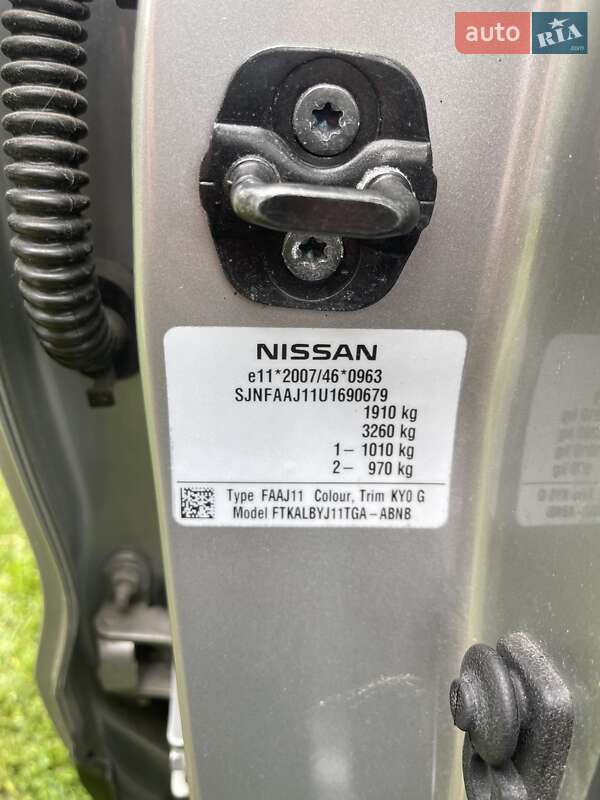 auto RIA
.com
NISSAN
e11*2007/46*0963
SJNFAAJ11U1690679
1910 kg
3260 kg
1– 1010 kg
2– 970 kg
Type FAAJ11 Colour, Trim KY0 G
Model FTKALBYJ11TGA–ABNB